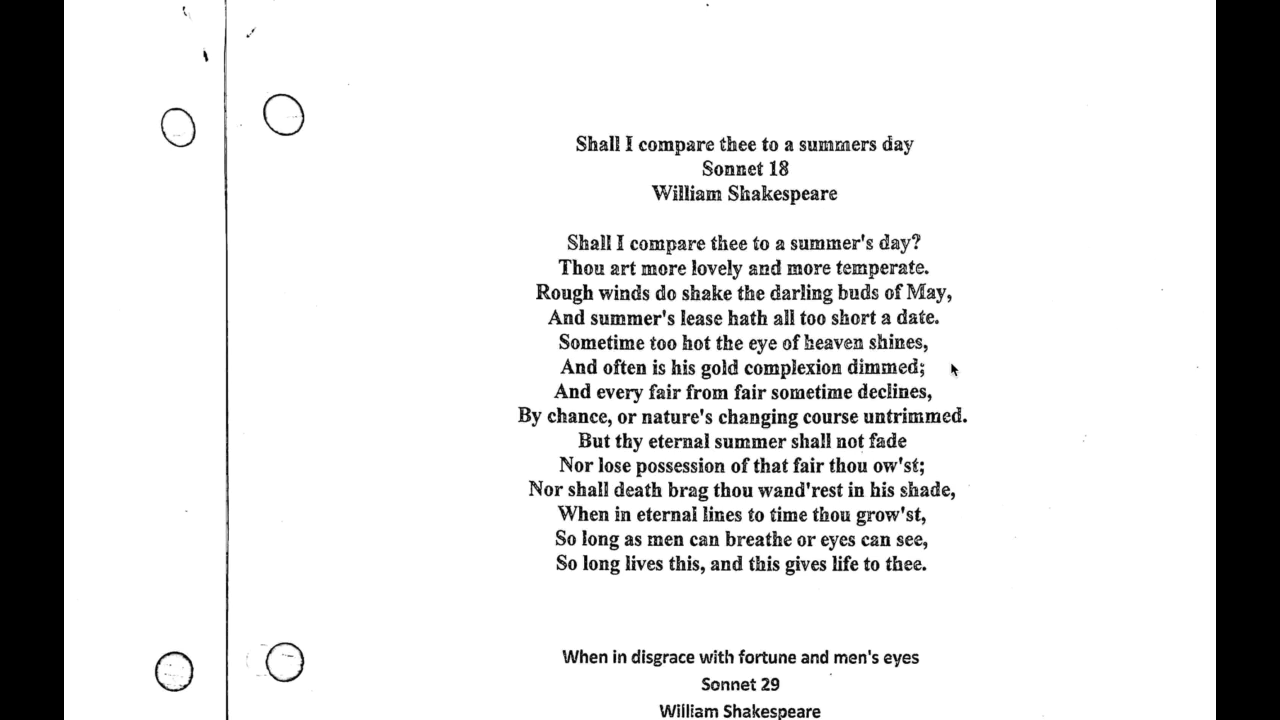 Shall I compare thee to a summers day
Sonnet 18
William Shakespeare
Shall I compare thee to a summer's day?
Thou art more lovely and more temperate.
Rough winds do shake the darling buds of May,
And summer's lease hath all too short a date.
Sometime too hot the eye of heaven shines,
And often is his gold complexion dimmed;
And every fair from fair sometime declines,
By chance, or nature's changing course untrimmed.
But thy eternal summer shall not fade
Nor lose possession of that fair thou ow'st;
Nor shall death brag thou wand'rest in his shade,
When in eternal lines to time thou grow'st,
So long as men can breathe or eyes can see,
So long lives this, and this gives life to thee.
When in disgrace with fortune and men's eyes
Sonnet 29
William Shakespeare